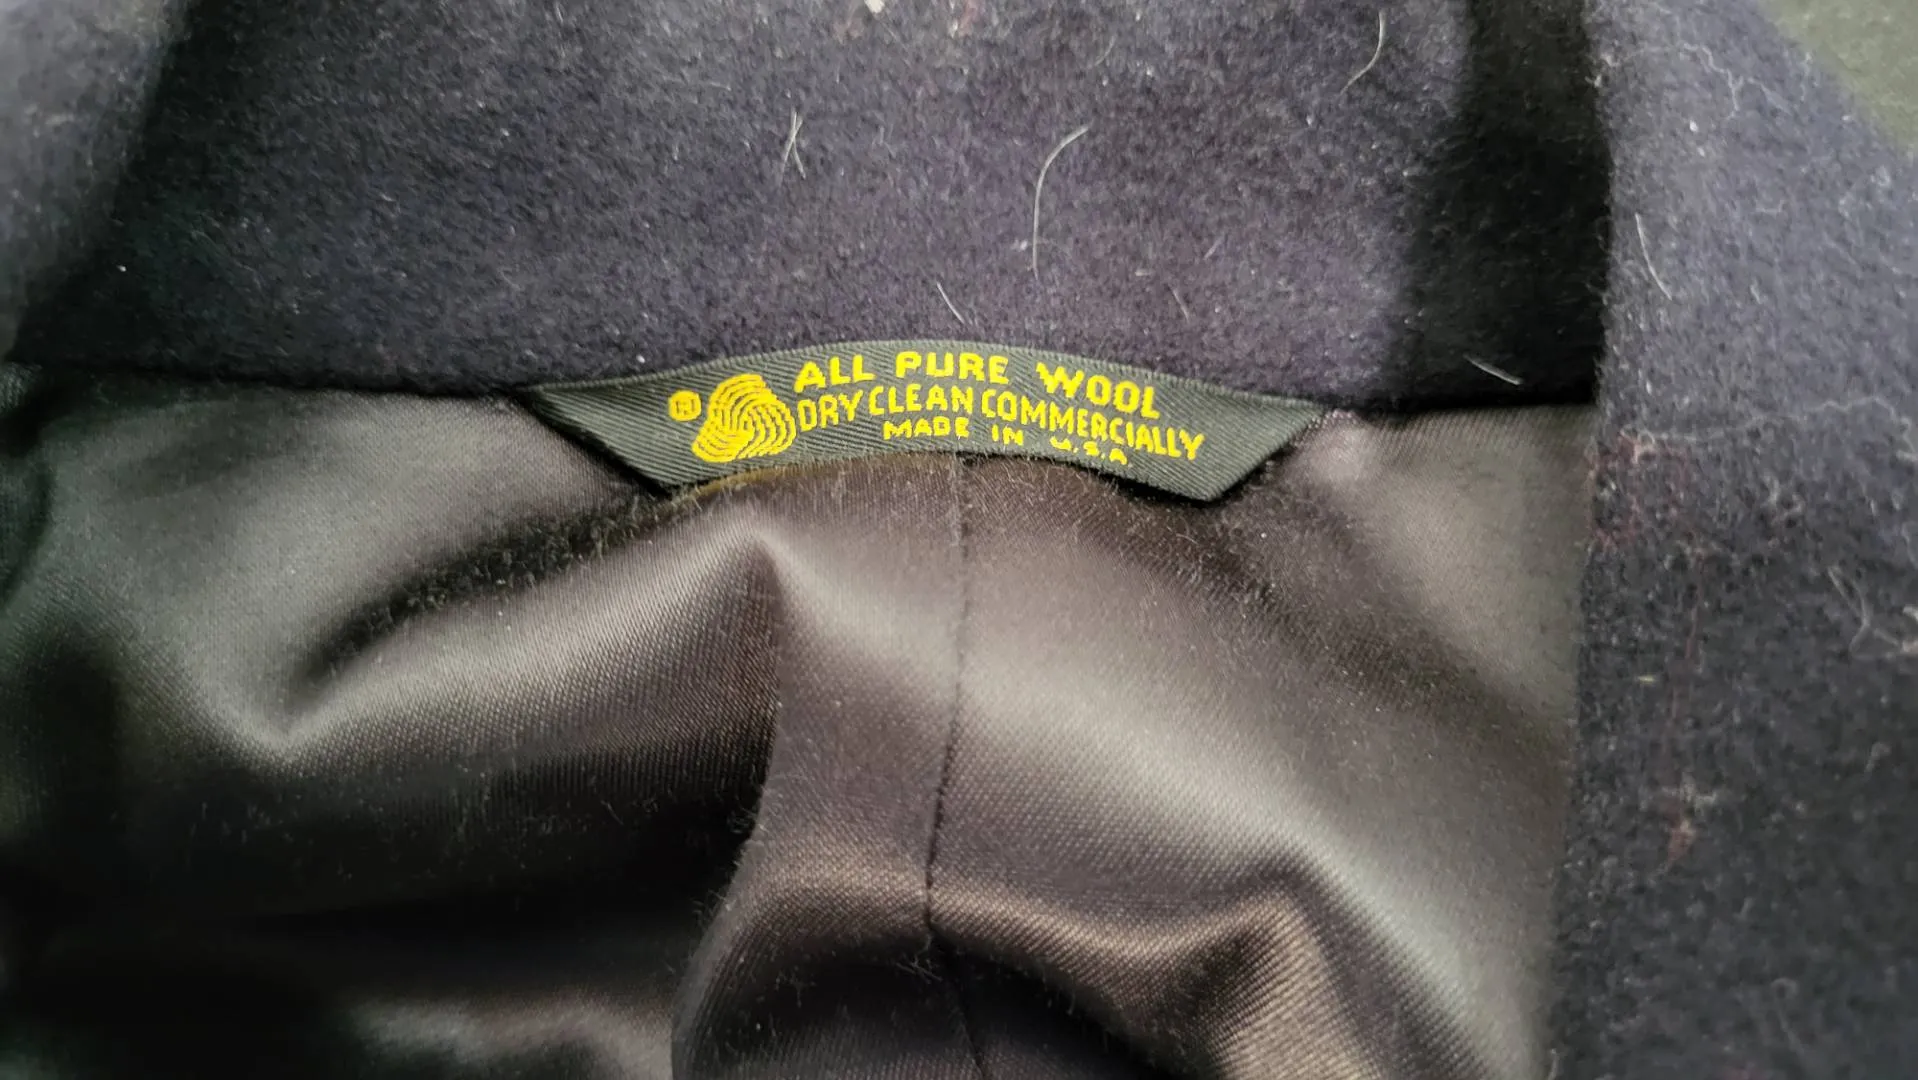 ®
ALL PURE WOOL
DRY CLEAN COMMERCIALLY
MADE IN U.S.A.